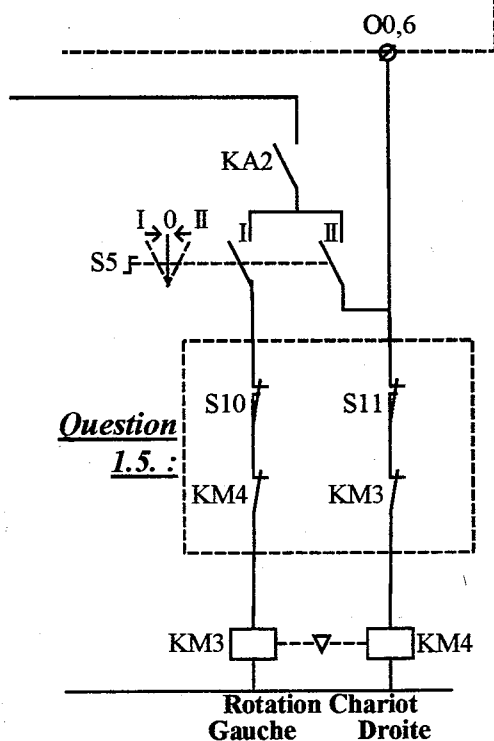 O0,6
KA2
I 0 II
I
II
S5
S10
S11
Question
1.5. :
KM4
KM3
KM3
KM4
Rotation Chariot
Gauche Droite